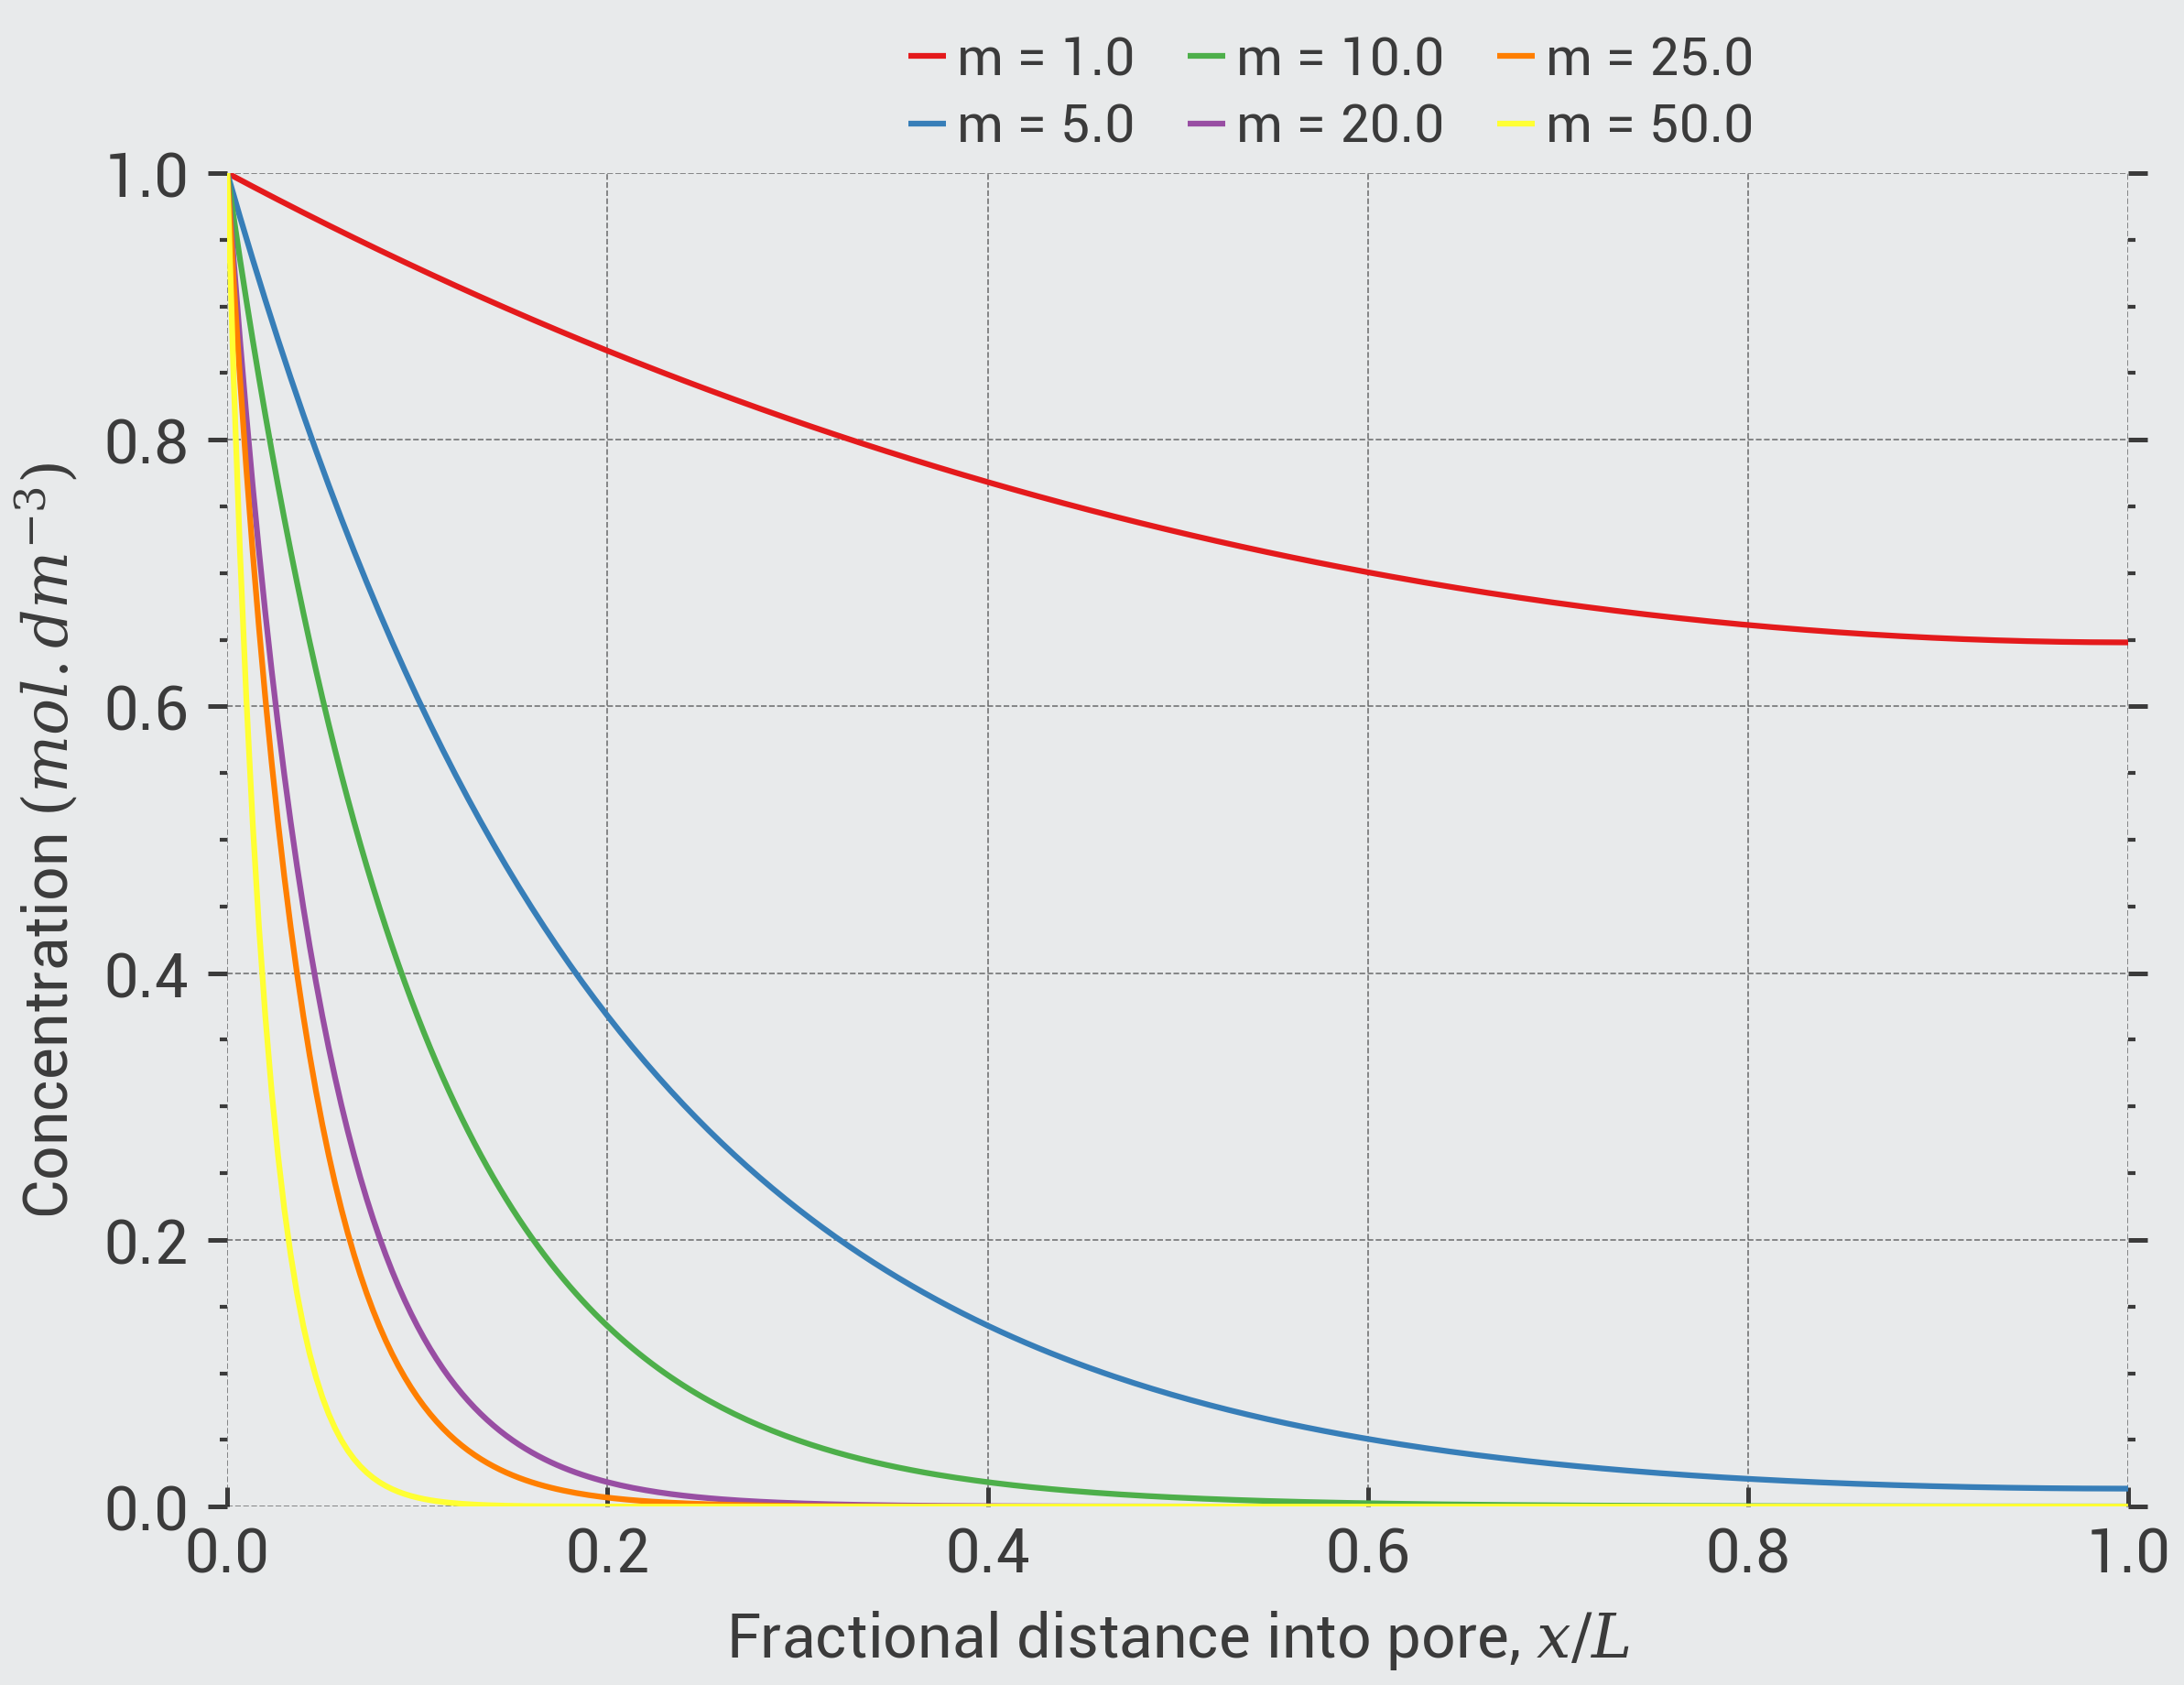 m = 1.0 m = 10.0 m = 25.0
m = 5.0 m = 20.0 m = 50.0
1.0
0.8
0.6
0.4
0.2
0.0
Concentration (mol.dm⁻³)
0.0 0.2 0.4 0.6 0.8 1.0
Fractional distance into pore, x/L